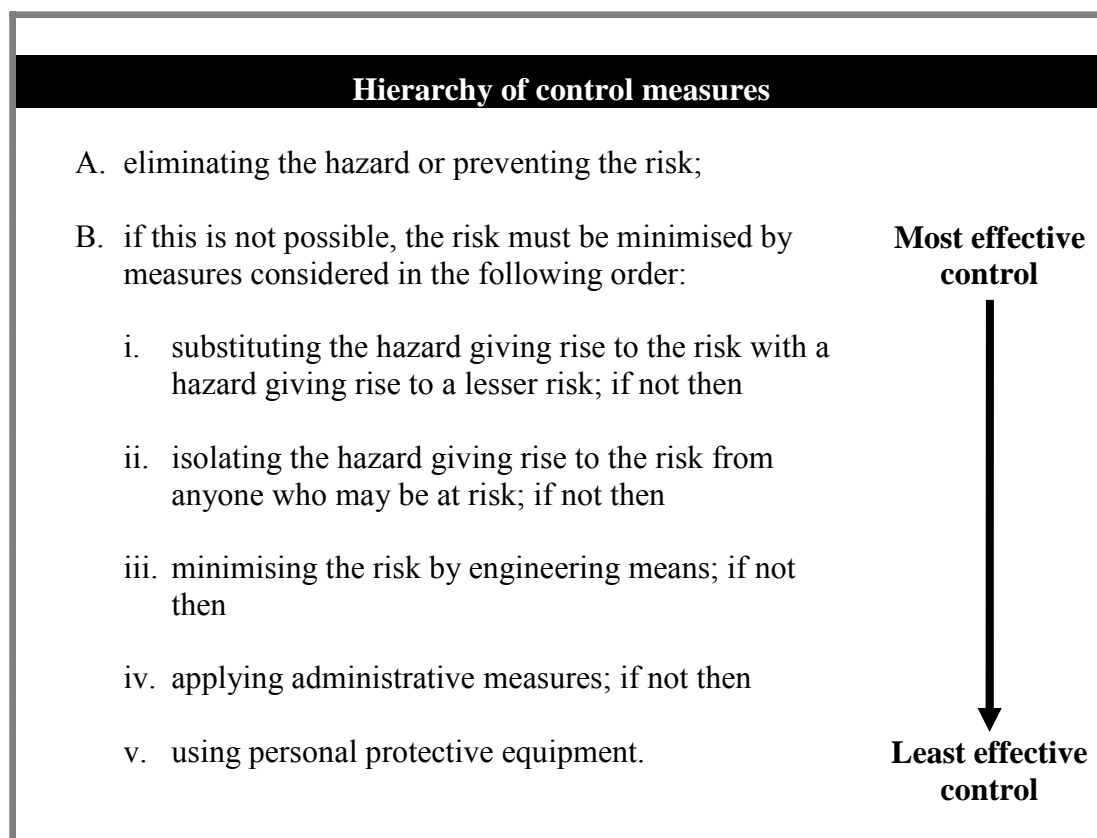 Hierarchy of control measures
A. eliminating the hazard or preventing the risk;
B. if this is not possible, the risk must be minimised by
measures considered in the following order:
Most effective
control
i. substituting the hazard giving rise to the risk with a
hazard giving rise to a lesser risk; if not then
ii. isolating the hazard giving rise to the risk from
anyone who may be at risk; if not then
iii. minimising the risk by engineering means; if not
then
iv. applying administrative measures; if not then
v. using personal protective equipment.
Least effective
control